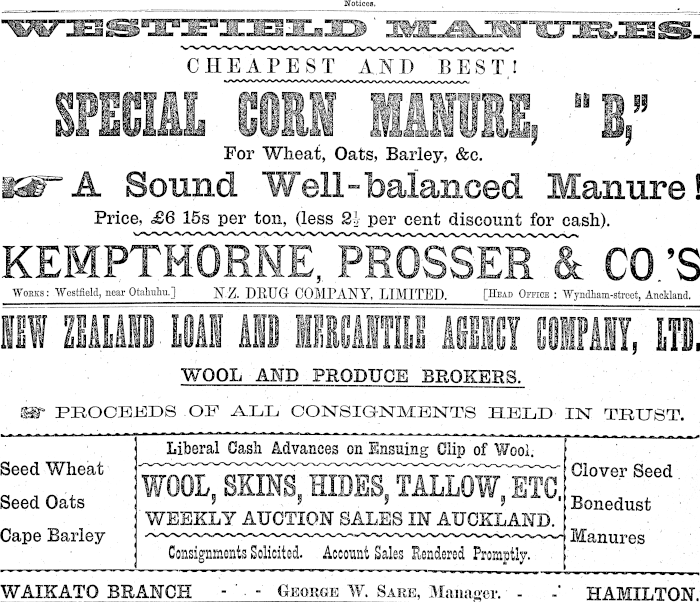 Notices.
WESTFIELD MANURES.
CHEAPEST AND BEST!
SPECIAL CORN MANURE, "B,"
For Wheat, Oats, Barley, &c.
A Sound Well-balanced Manure!
Price, £6 15s per ton, (less 2½ per cent discount for cash).
KEMPTHORNE, PROSSER & CO.'S
Works: Westfield, near Otahuhu.] N.Z. DRUG COMPANY, LIMITED. [Head Office: Wyndham-street, Auckland.
NEW ZEALAND LOAN AND MERCANTILE AGENCY COMPANY, LTD.
WOOL AND PRODUCE BROKERS.
PROCEEDS OF ALL CONSIGNMENTS HELD IN TRUST.
Seed Wheat
Seed Oats
Cape Barley
Liberal Cash Advances on Ensuing Clip of Wool.
WOOL, SKINS, HIDES, TALLOW, ETC.
WEEKLY AUCTION SALES IN AUCKLAND.
Consignments Solicited. Account Sales Rendered Promptly.
Clover Seed
Bonedust
Manures
WAIKATO BRANCH - - - George W. Sare, Manager. - - HAMILTON.